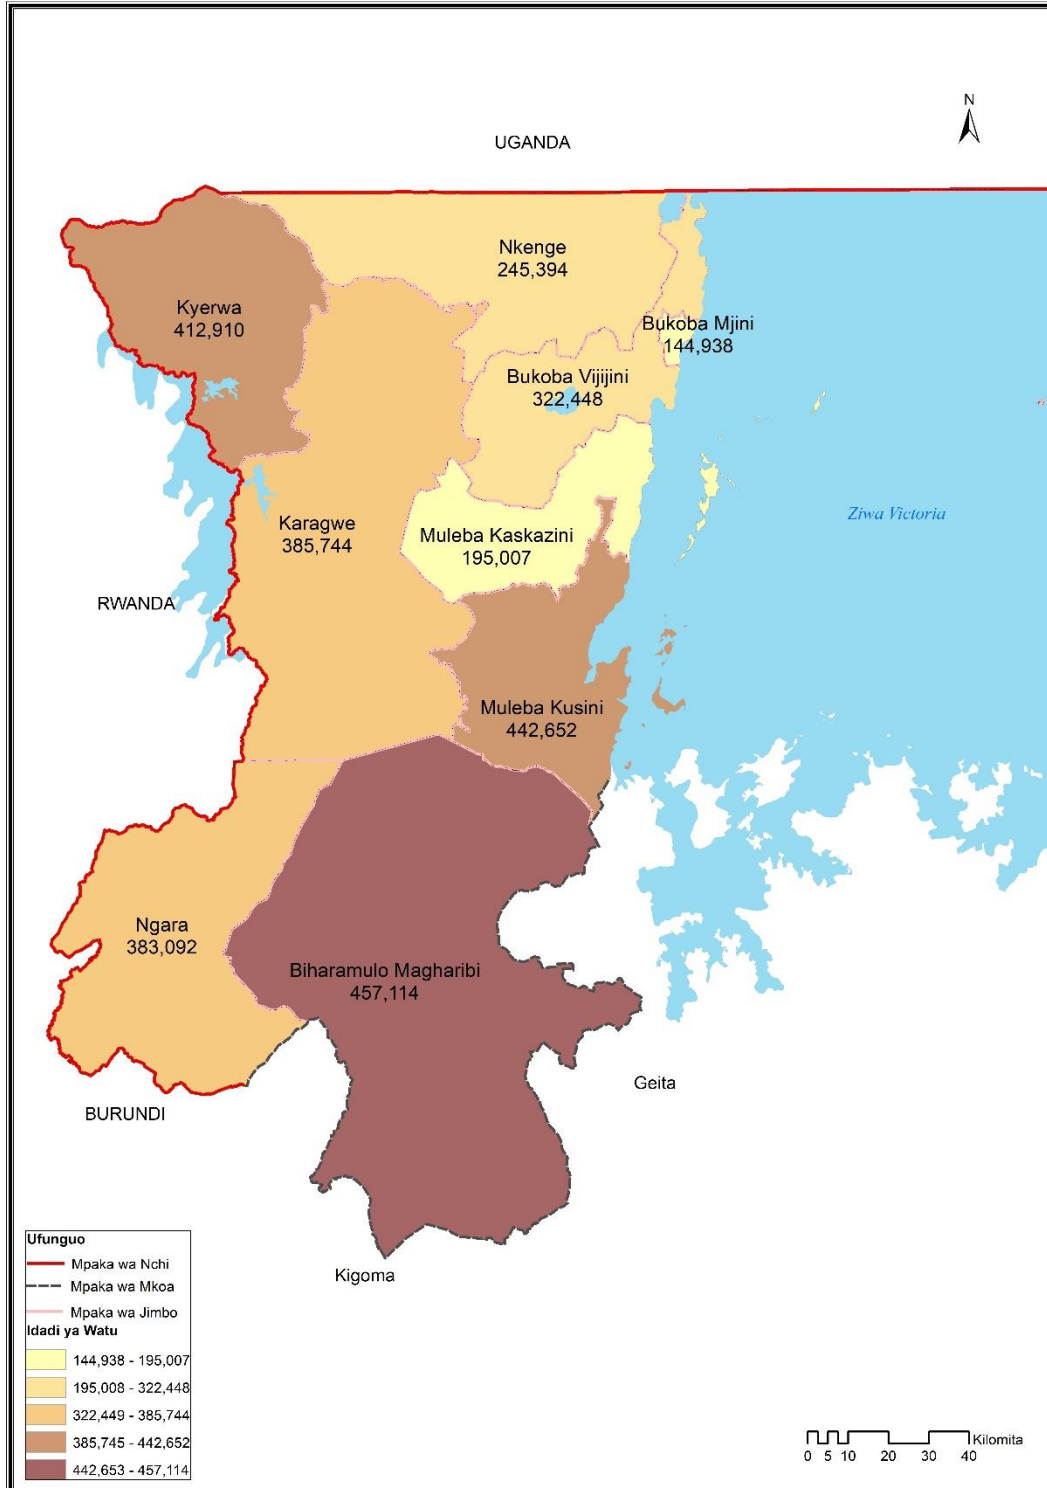 N
UGANDA
Nkenge
245,394
Kyerwa
412,910
Bukoba Mjini
144,938
Bukoba Vijijini
322,448
Ziwa Victoria
Karagwe
385,744
Muleba Kaskazini
195,007
RWANDA
Muleba Kusini
442,652
Ngara
383,092
Biharamulo Magharibi
457,114
Geita
BURUNDI
Kigoma
Ufunguo
Mpaka wa Nchi
Mpaka wa Mkoa
Mpaka wa Jimbo
Idadi ya Watu
144,938 - 195,007
195,008 - 322,448
322,449 - 385,744
385,745 - 442,652
442,653 - 457,114
Kilomita
0 5 10 20 30 40